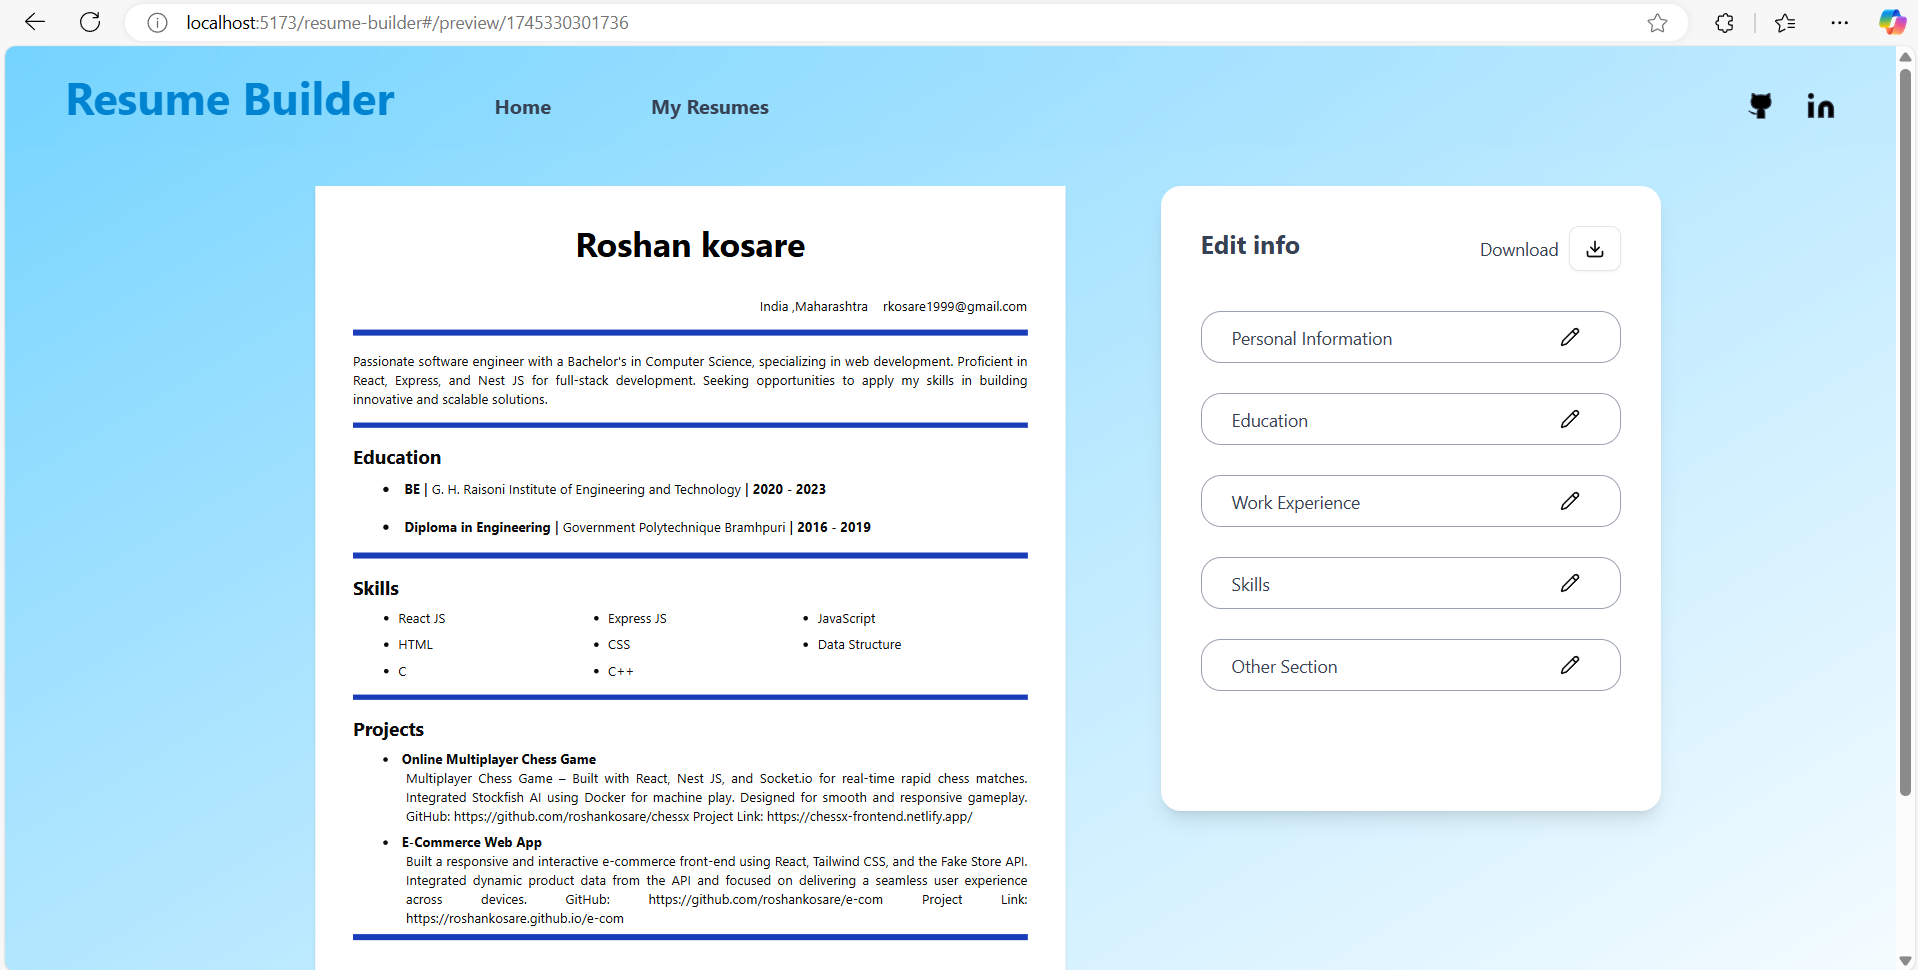 localhost:5173/resume-builder#/preview/1745330301736
Resume Builder
Home
My Resumes
Roshan kosare
India ,Maharashtra rkosare1999@gmail.com
Passionate software engineer with a Bachelor's in Computer Science, specializing in web development. Proficient in
React, Express, and Nest JS for full-stack development. Seeking opportunities to apply my skills in building
innovative and scalable solutions.
Education
• BE | G. H. Raisoni Institute of Engineering and Technology | 2020 - 2023
• Diploma in Engineering | Government Polytechnique Bramhpuri | 2016 - 2019
Skills
• React JS • Express JS • JavaScript
• HTML • CSS • Data Structure
• C • C++
Projects
• Online Multiplayer Chess Game
Multiplayer Chess Game – Built with React, Nest JS, and Socket.io for real-time rapid chess matches.
Integrated Stockfish AI using Docker for machine play. Designed for smooth and responsive gameplay.
GitHub: https://github.com/roshankosare/chessx Project Link: https://chessx-frontend.netlify.app/
• E-Commerce Web App
Built a responsive and interactive e-commerce front-end using React, Tailwind CSS, and the Fake Store API.
Integrated dynamic product data from the API and focused on delivering a seamless user experience
across devices. GitHub: https://github.com/roshankosare/e-com Project Link:
https://roshankosare.github.io/e-com
Edit info
Download
Personal Information
Education
Work Experience
Skills
Other Section